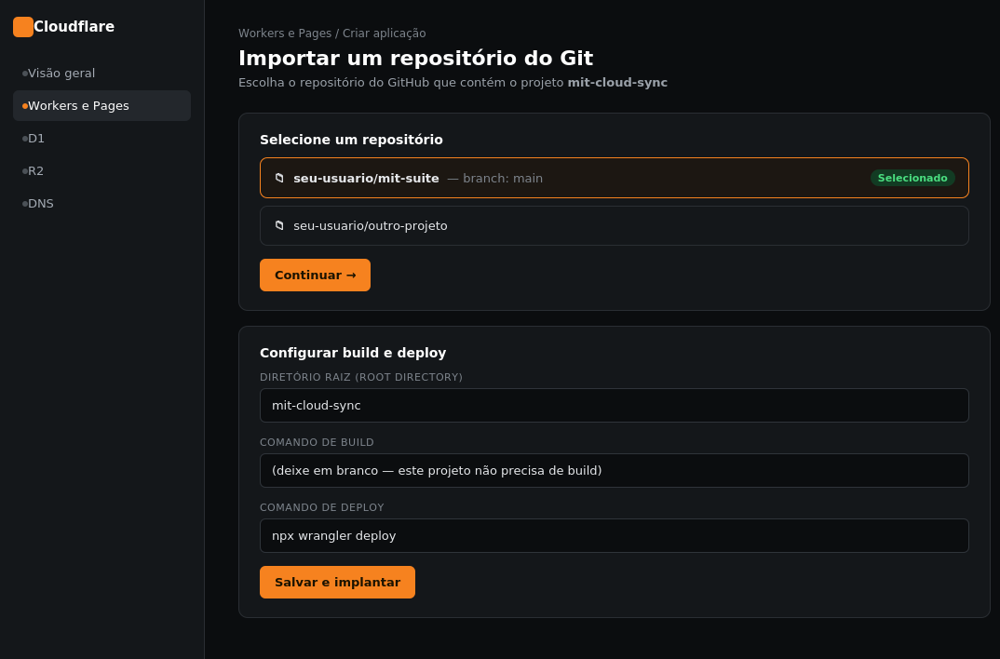 Cloudflare
Visão geral
Workers e Pages
D1
R2
DNS
Workers e Pages / Criar aplicação
Importar um repositório do Git
Escolha o repositório do GitHub que contém o projeto mit-cloud-sync
Selecione um repositório
seu-usuario/mit-suite — branch: main Selecionado
seu-usuario/outro-projeto
Continuar →
Configurar build e deploy
DIRETÓRIO RAIZ (ROOT DIRECTORY)
mit-cloud-sync
COMANDO DE BUILD
(deixe em branco — este projeto não precisa de build)
COMANDO DE DEPLOY
npx wrangler deploy
Salvar e implantar